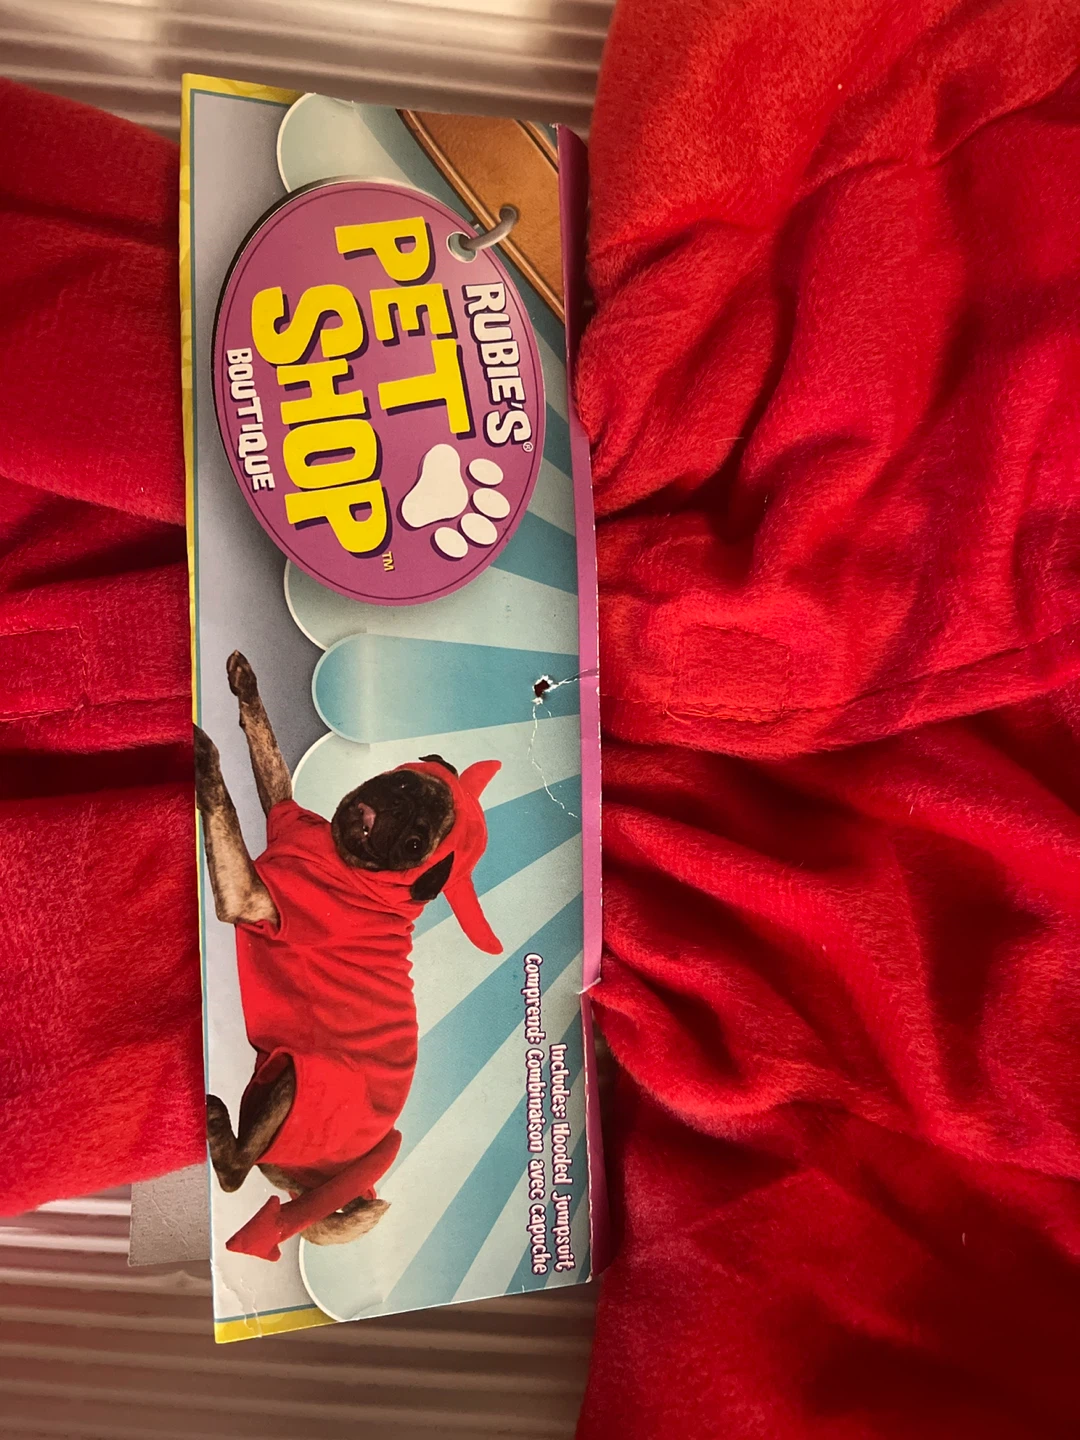 RUBIE'S®
PET
SHOP™
BOUTIQUE
Includes: Hooded jumpsuit
Comprend: Combinaison avec capuche